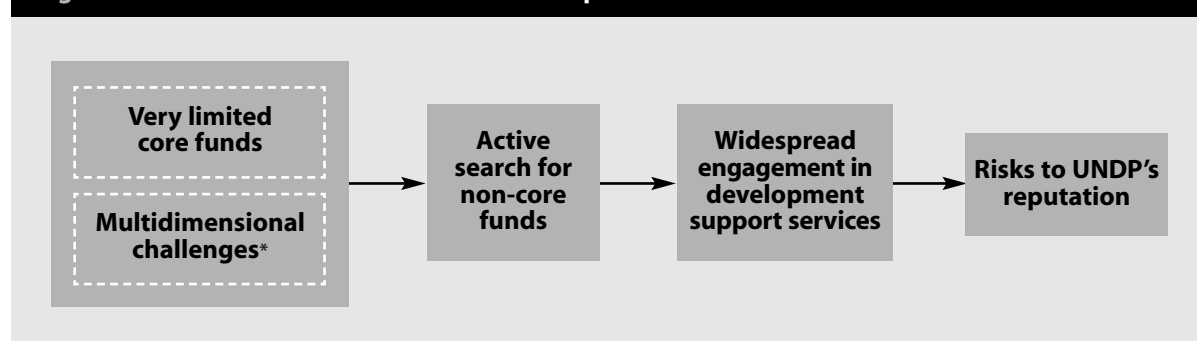 Very limited
core funds
Multidimensional
challenges*
Active
search for
non-core
funds
Widespread
engagement in
development
support services
Risks to UNDP's
reputation